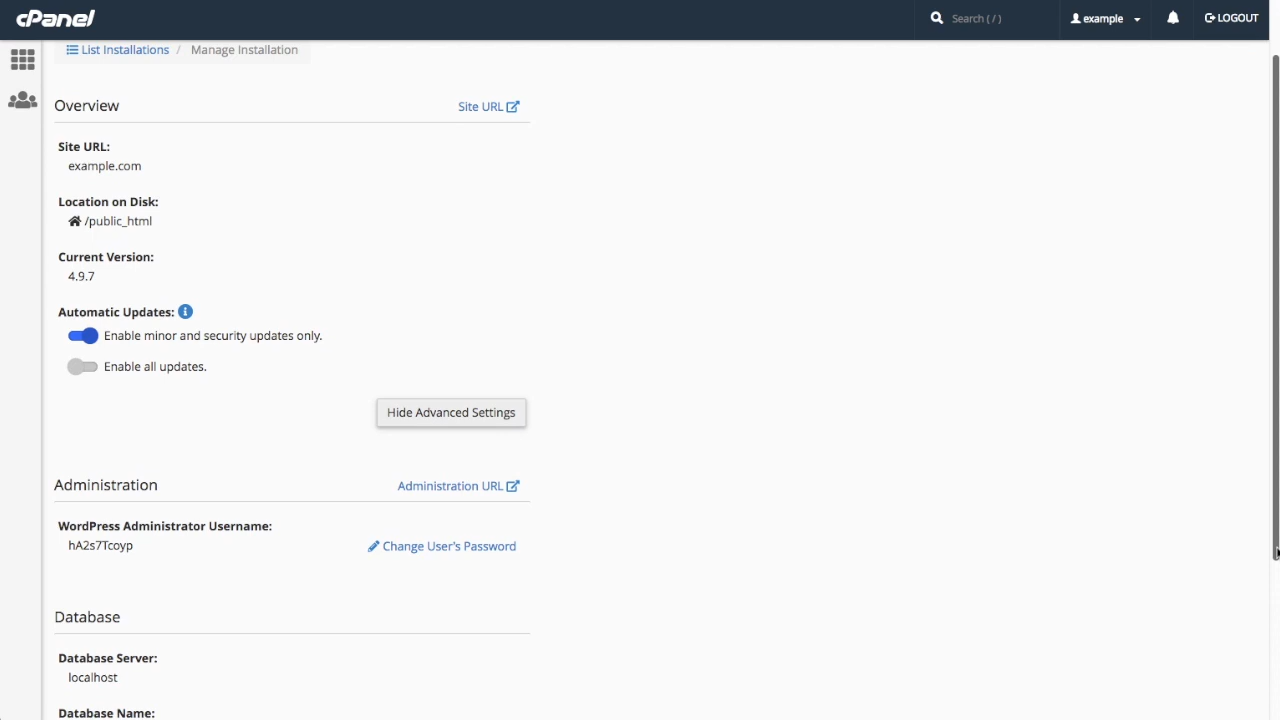 cPanel
Search ( / )
example
LOGOUT
List Installations / Manage Installation
Overview
Site URL
Site URL:
example.com
Location on Disk:
/public_html
Current Version:
4.9.7
Automatic Updates:
Enable minor and security updates only.
Enable all updates.
Hide Advanced Settings
Administration
Administration URL
WordPress Administrator Username:
hA2s7Tcoyp
Change User's Password
Database
Database Server:
localhost
Database Name: